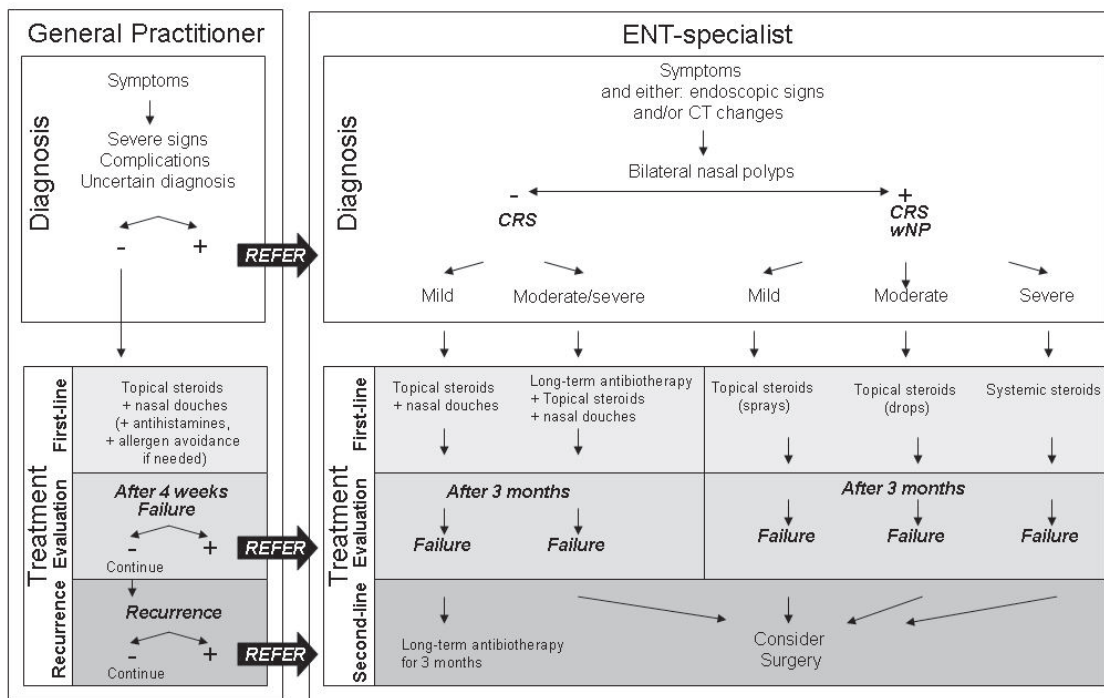 General Practitioner
Diagnosis
Symptoms
Severe signs
Complications
Uncertain diagnosis
- +
REFER
Treatment
First-line
Topical steroids
+ nasal douches
(+ antihistamines,
+ allergen avoidance
if needed)
Evaluation
After 4 weeks
Failure
- +
Continue
REFER
Recurrence
Recurrence
- +
Continue
REFER
ENT-specialist
Diagnosis
Symptoms
and either: endoscopic signs
and/or CT changes
Bilateral nasal polyps
- +
CRS
CRS
wNP
Mild
Moderate/severe
Mild
Moderate
Severe
Treatment
First-line
Topical steroids
+ nasal douches
Long-term antibiotherapy
+ Topical steroids
+ nasal douches
Topical steroids
(sprays)
Topical steroids
(drops)
Systemic steroids
Evaluation
After 3 months
Failure
Failure
After 3 months
Failure
Failure
Failure
Second-line
Long-term antibiotherapy
for 3 months
Consider
Surgery